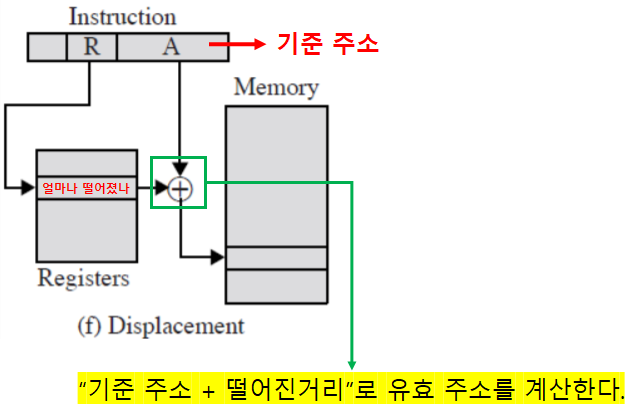 Instruction
R A
기준 주소
Memory
얼마나 떨어졌나
+
Registers
(f) Displacement
“기준 주소 + 떨어진거리”로 유효 주소를 계산한다.